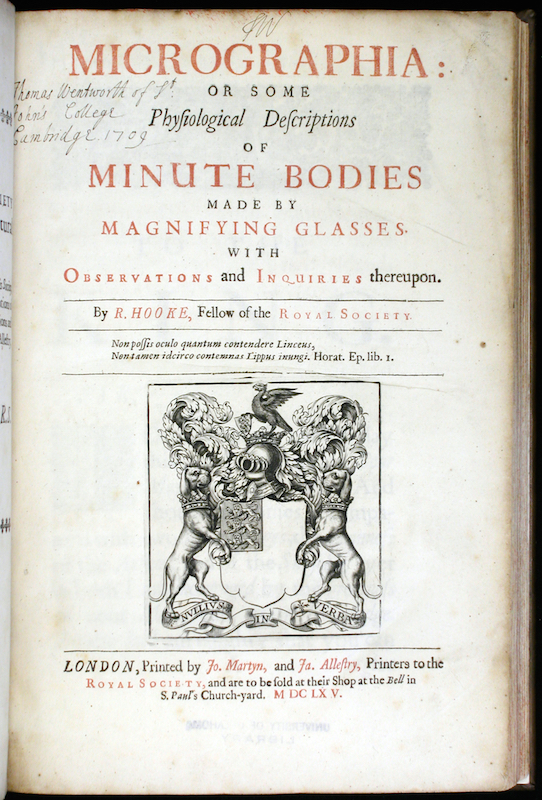 JW
MICROGRAPHIA:
Thomas Wentworth of St.
Johns College
Cambridge. 1709
OR SOME
Phyſiological Deſcriptions
OF
MINUTE BODIES
MADE BY
MAGNIFYING GLASSES.
WITH
OBSERVATIONS and INQUIRIES thereupon.
By R. HOOKE, Fellow of the ROYAL SOCIETY.
Non poſſis oculo quantum contendere Linceus,
Non tamen idcirco contemnas Lippus inungi. Horat. Ep. lib. 1.
NULLIUS IN VERBA
LONDON, Printed by Jo. Martyn, and Ja. Alleſtry, Printers to the
ROYAL SOCIETY, and are to be ſold at their Shop at the Bell in
S. Paul's Church-yard. M DC LX V.